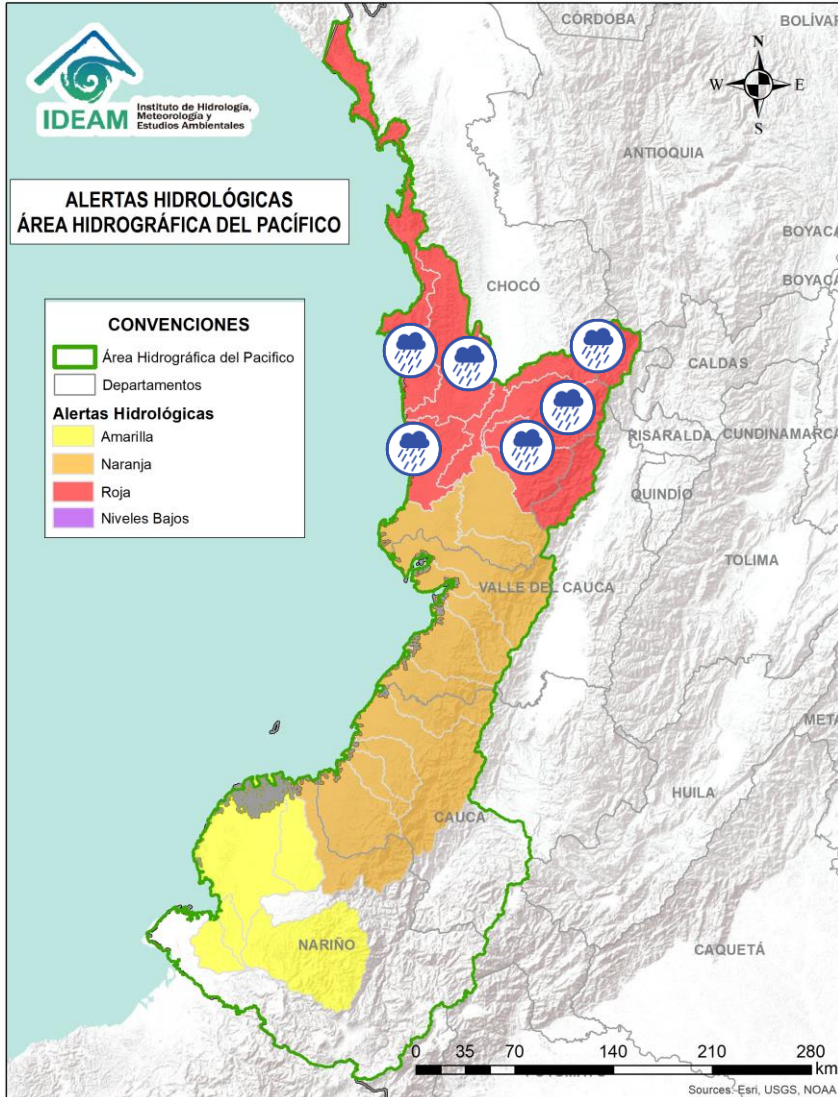 CÓRDOBA
BOLÍVAR
N
W
E
S
IDEAM
Instituto de Hidrología,
Meteorología y
Estudios Ambientales
ANTIOQUIA
ALERTAS HIDROLÓGICAS
ÁREA HIDROGRÁFICA DEL PACÍFICO
BOYACÁ
BOYACÁ
CHOCÓ
CONVENCIONES
Área Hidrográfica del Pacifico
Departamentos
Alertas Hidrológicas
Amarilla
Naranja
Roja
Niveles Bajos
CALDAS
RISARALDA
CUNDINAMARCA
QUINDÍO
TOLIMA
VALLE DEL CAUCA
META
HUILA
CAUCA
NARIÑO
CAQUETÁ
0 35 70 140 210 280
km
Sources: Esri, USGS, NOAA